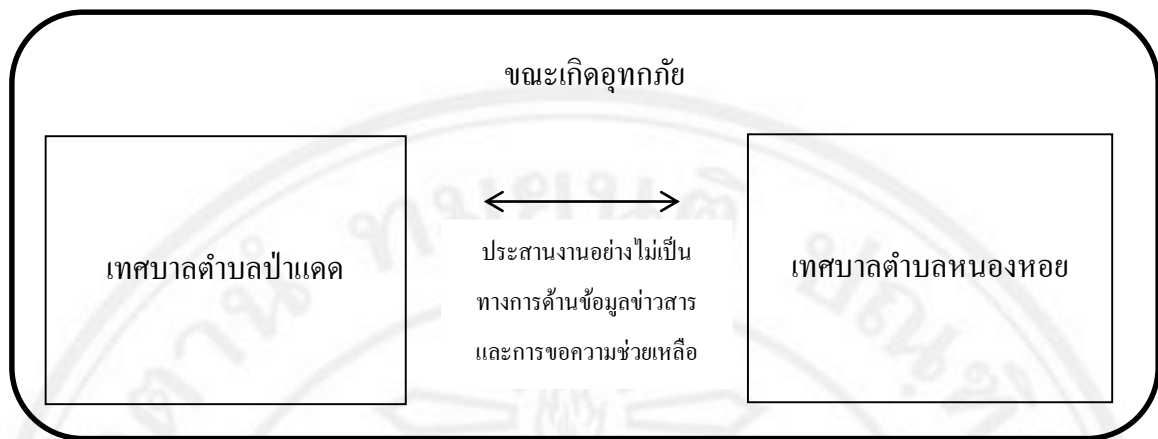 ขณะเกิดอุทกภัย
เทศบาลตำบลป่าแดด
ประสานงานอย่างไม่เป็น
ทางการด้านข้อมูลข่าวสาร
และการขอความช่วยเหลือ
เทศบาลตำบลหนองหอย